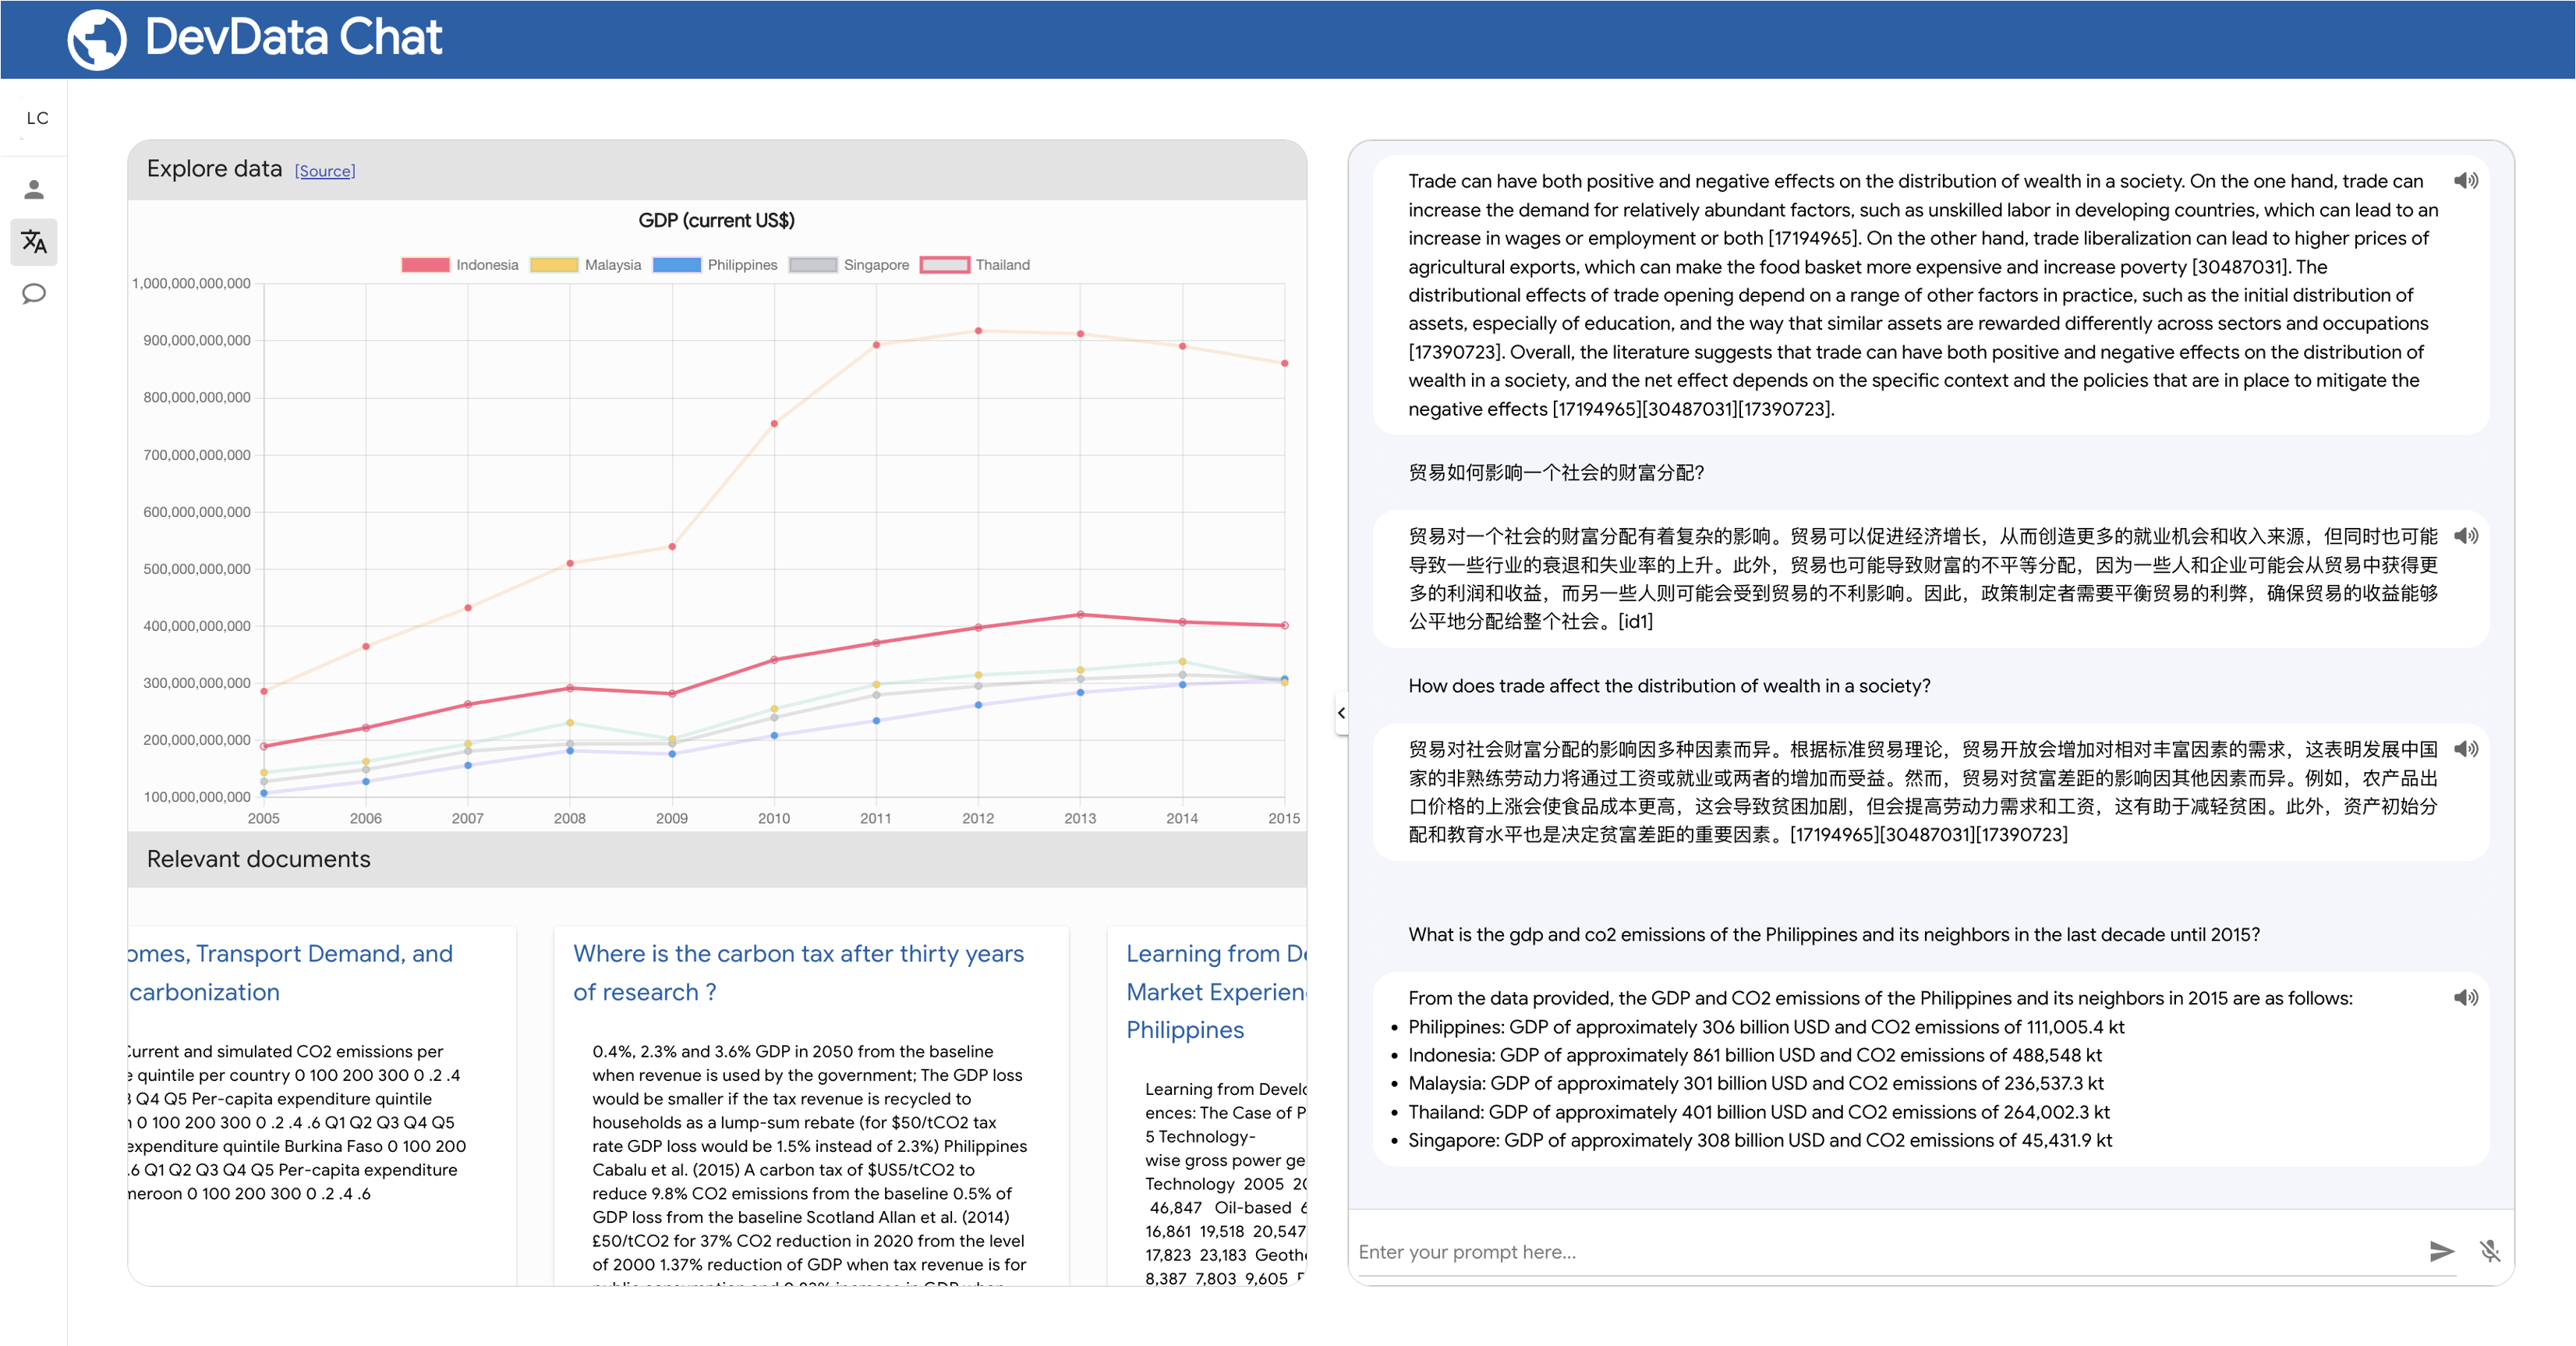 DevData Chat
LC
Explore data [Source]
GDP (current US$)
Indonesia Malaysia Philippines Singapore Thailand
1,000,000,000,000
900,000,000,000
800,000,000,000
700,000,000,000
600,000,000,000
500,000,000,000
400,000,000,000
300,000,000,000
200,000,000,000
100,000,000,000
2005 2006 2007 2008 2009 2010 2011 2012 2013 2014 2015
Relevant documents
omes, Transport Demand, and
carbonization
Current and simulated CO2 emissions per
e quintile per country 0 100 200 300 0 .2 .4
Q4 Q5 Per-capita expenditure quintile
0 100 200 300 0 .2 .4 .6 Q1 Q2 Q3 Q4 Q5
expenditure quintile Burkina Faso 0 100 200
.6 Q1 Q2 Q3 Q4 Q5 Per-capita expenditure
meroon 0 100 200 300 0 .2 .4 .6
Where is the carbon tax after thirty years
of research ?
0.4%, 2.3% and 3.6% GDP in 2050 from the baseline
when revenue is used by the government; The GDP loss
would be smaller if the tax revenue is recycled to
households as a lump-sum rebate (for $50/tCO2 tax
rate GDP loss would be 1.5% instead of 2.3%) Philippines
Cabalu et al. (2015) A carbon tax of $US5/tCO2 to
reduce 9.8% CO2 emissions from the baseline 0.5% of
GDP loss from the baseline Scotland Allan et al. (2014)
£50/tCO2 for 37% CO2 reduction in 2020 from the level
of 2000 1.37% reduction of GDP when tax revenue is for
Learning from De
Market Experien
Philippines
Learning from Develo
ences: The Case of P
5 Technology-
wise gross power ge
Technology 2005 20
46,847 Oil-based 6
16,861 19,518 20,547
17,823 23,183 Geothe
8,387 7,803 9,605
Trade can have both positive and negative effects on the distribution of wealth in a society. On the one hand, trade can
increase the demand for relatively abundant factors, such as unskilled labor in developing countries, which can lead to an
increase in wages or employment or both [17194965]. On the other hand, trade liberalization can lead to higher prices of
agricultural exports, which can make the food basket more expensive and increase poverty [30487031]. The
distributional effects of trade opening depend on a range of other factors in practice, such as the initial distribution of
assets, especially of education, and the way that similar assets are rewarded differently across sectors and occupations
[17390723]. Overall, the literature suggests that trade can have both positive and negative effects on the distribution of
wealth in a society, and the net effect depends on the specific context and the policies that are in place to mitigate the
negative effects [17194965][30487031][17390723].
贸易如何影响一个社会的财富分配?
贸易对一个社会的财富分配有着复杂的影响。贸易可以促进经济增长，从而创造更多的就业机会和收入来源，但同时也可能
导致一些行业的衰退和失业率的上升。此外，贸易也可能导致财富的不平等分配，因为一些人和企业可能会从贸易中获得更
多的利润和收益，而另一些人则可能会受到贸易的不利影响。因此，政策制定者需要平衡贸易的利弊，确保贸易的收益能够
公平地分配给整个社会。[id1]
How does trade affect the distribution of wealth in a society?
贸易对社会财富分配的影响因多种因素而异。根据标准贸易理论，贸易开放会增加对相对丰富因素的需求，这表明发展中国
家的非熟练劳动力将通过工资或就业或两者的增加而受益。然而，贸易对贫富差距的影响因其他因素而异。例如，农产品出
口价格的上涨会使食品成本更高，这会导致贫困加剧，但会提高劳动力需求和工资，这有助于减轻贫困。此外，资产初始分
配和教育水平也是决定贫富差距的重要因素。[17194965][30487031][17390723]
What is the gdp and co2 emissions of the Philippines and its neighbors in the last decade until 2015?
From the data provided, the GDP and CO2 emissions of the Philippines and its neighbors in 2015 are as follows:
• Philippines: GDP of approximately 306 billion USD and CO2 emissions of 111,005.4 kt
• Indonesia: GDP of approximately 861 billion USD and CO2 emissions of 488,548 kt
• Malaysia: GDP of approximately 301 billion USD and CO2 emissions of 236,537.3 kt
• Thailand: GDP of approximately 401 billion USD and CO2 emissions of 264,002.3 kt
• Singapore: GDP of approximately 308 billion USD and CO2 emissions of 45,431.9 kt
Enter your prompt here...